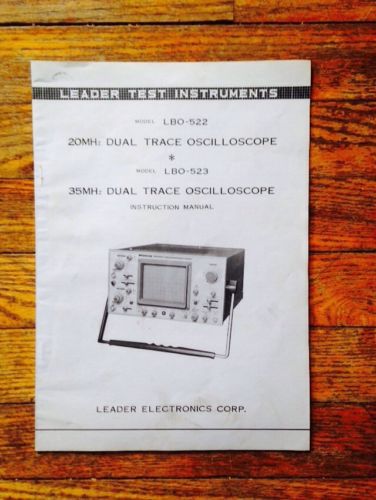 LEADER TEST INSTRUMENTS
MODEL LBO-522
20MHz DUAL TRACE OSCILLOSCOPE
*
MODEL LBO-523
35MHz DUAL TRACE OSCILLOSCOPE
INSTRUCTION MANUAL
LEADER ELECTRONICS CORP.